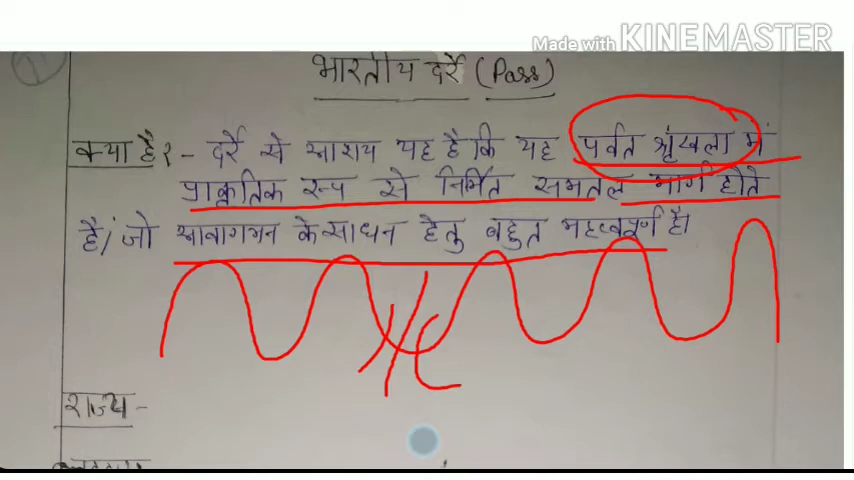 Made with KINEMASTER
भारतीय दर्रे (Pass)
क्या है? - दर्रे से आशय यह है कि यह पर्वत श्रृंखला में
प्राकृतिक रूप से निर्मित समतल मार्ग होते
है। जो आवागमन के साधन हेतु बहुत महत्वपूर्ण है।
राज्य -